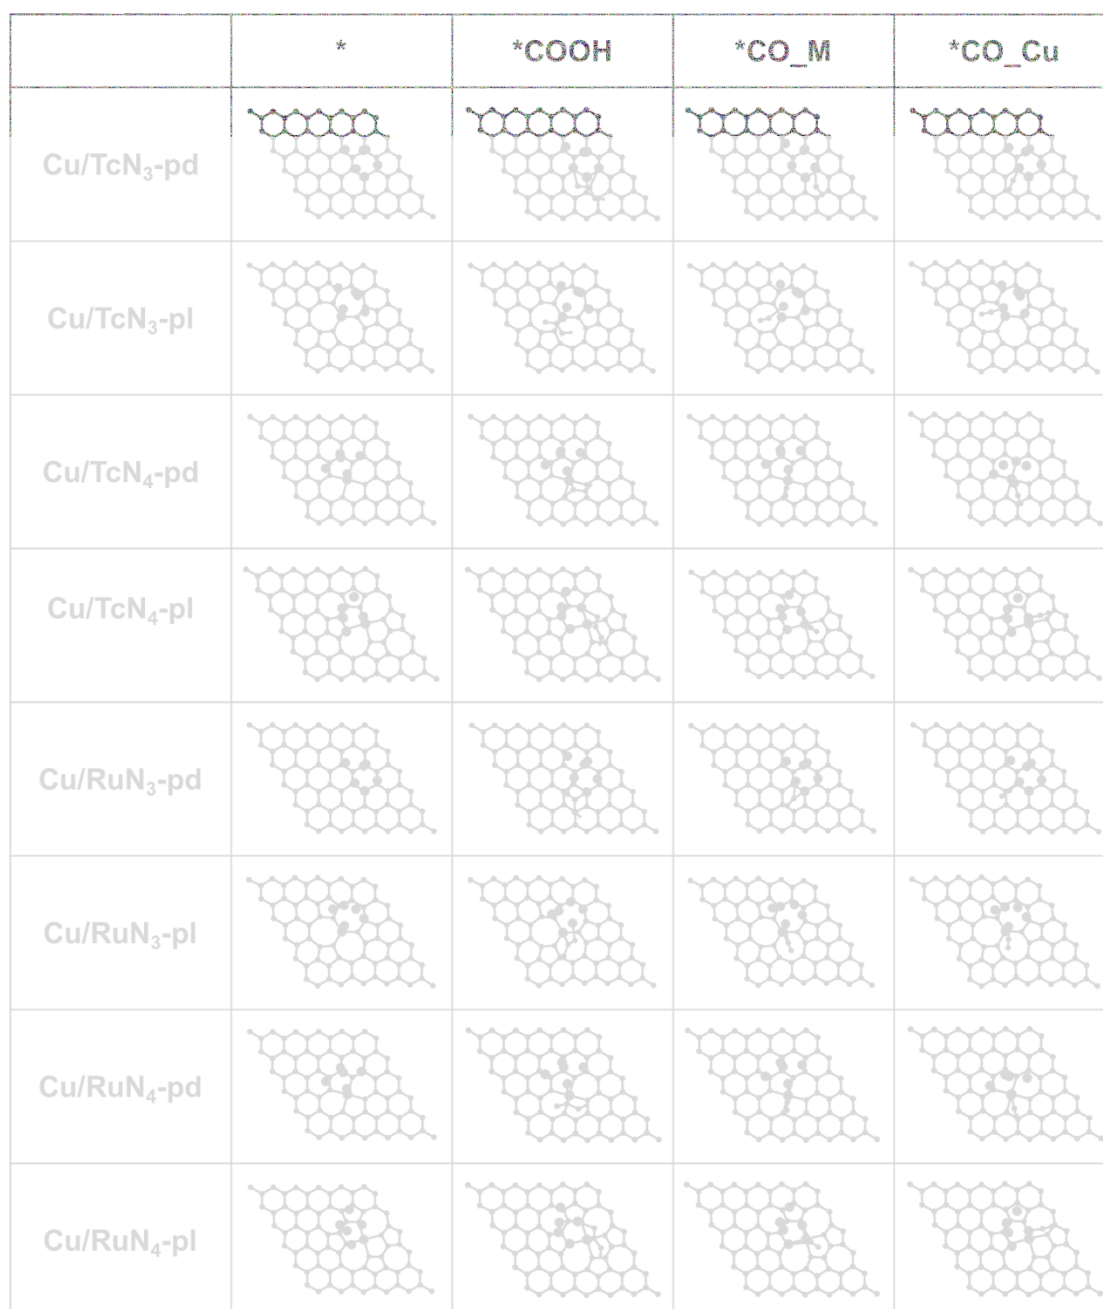 * *COOH *CO_M *CO_Cu
Cu/TcN₃-pd
Cu/TcN₃-pl
Cu/TcN₄-pd
Cu/TcN₄-pl
Cu/RuN₃-pd
Cu/RuN₃-pl
Cu/RuN₄-pd
Cu/RuN₄-pl